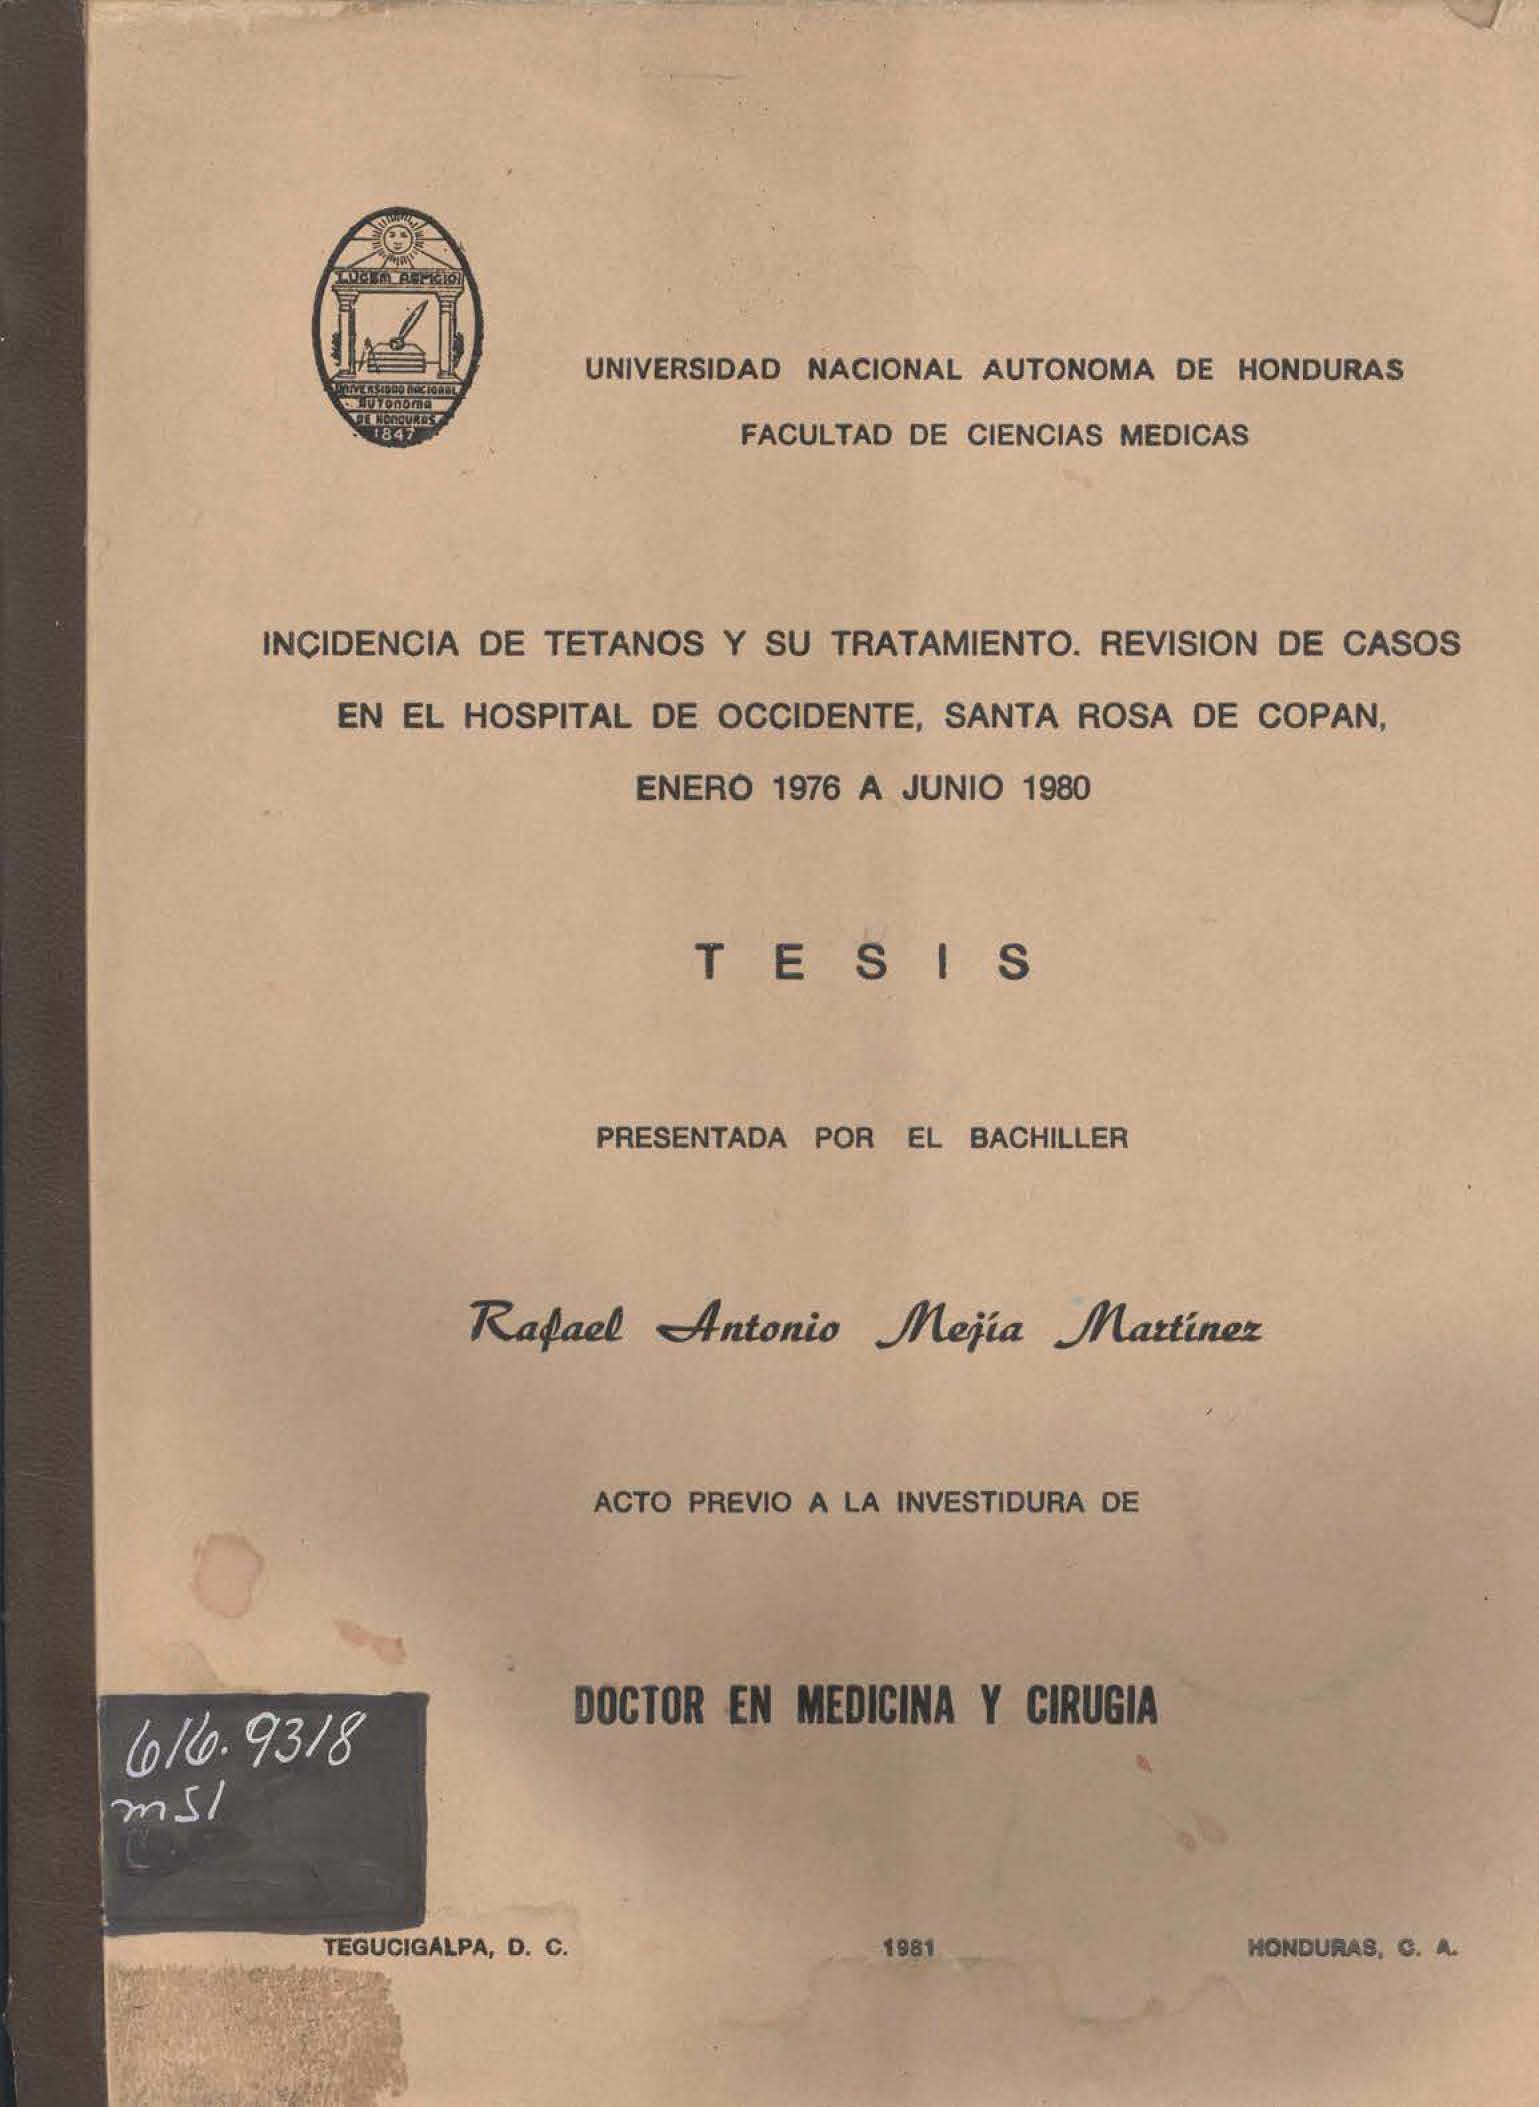 LUCEM ASPICIO
UNIVERSIDAD NACIONAL
AUTONOMA
DE HONDURAS
1847
UNIVERSIDAD NACIONAL AUTONOMA DE HONDURAS
FACULTAD DE CIENCIAS MEDICAS
INCIDENCIA DE TETANOS Y SU TRATAMIENTO. REVISION DE CASOS
EN EL HOSPITAL DE OCCIDENTE, SANTA ROSA DE COPAN,
ENERO 1976 A JUNIO 1980
T E S I S
PRESENTADA POR EL BACHILLER
Rafael Antonio Mejía Martínez
ACTO PREVIO A LA INVESTIDURA DE
DOCTOR EN MEDICINA Y CIRUGIA
616.9318
m51
TEGUCIGALPA, D. C. 1981 HONDURAS, C. A.